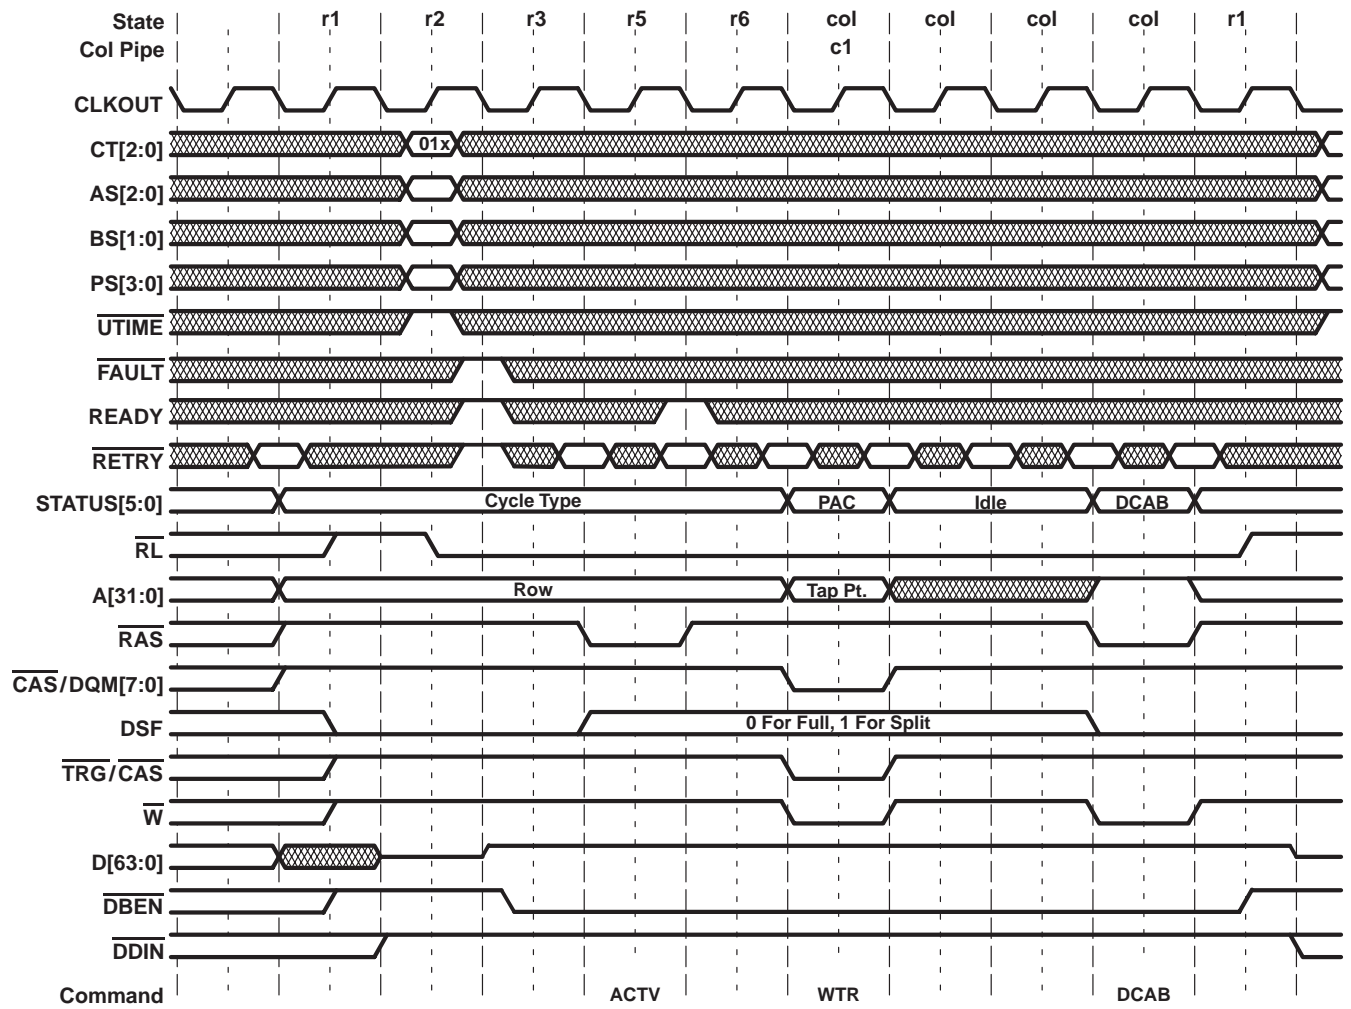 State r1 r2 r3 r5 r6 col col col col r1
Col Pipe c1
CLKOUT
CT[2:0] 01x
AS[2:0]
BS[1:0]
PS[3:0]
UTIME
FAULT
READY
RETRY
STATUS[5:0] Cycle Type PAC Idle DCAB
RL
A[31:0] Row Tap Pt.
RAS
CAS/DQM[7:0]
DSF 0 For Full, 1 For Split
TRG/CAS
W
D[63:0]
DBEN
DDIN
Command ACTV WTR DCAB